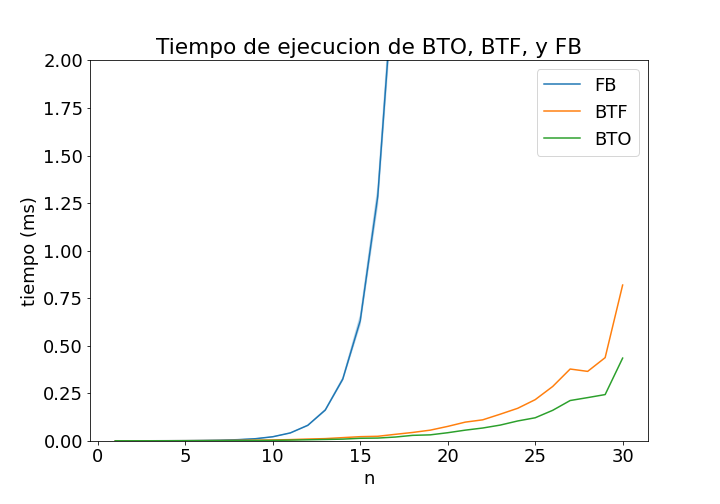 Tiempo de ejecucion de BTO, BTF, y FB
2.00
1.75
1.50
1.25
1.00
0.75
0.50
0.25
0.00
tiempo (ms)
FB
BTF
BTO
0 5 10 15 20 25 30
n